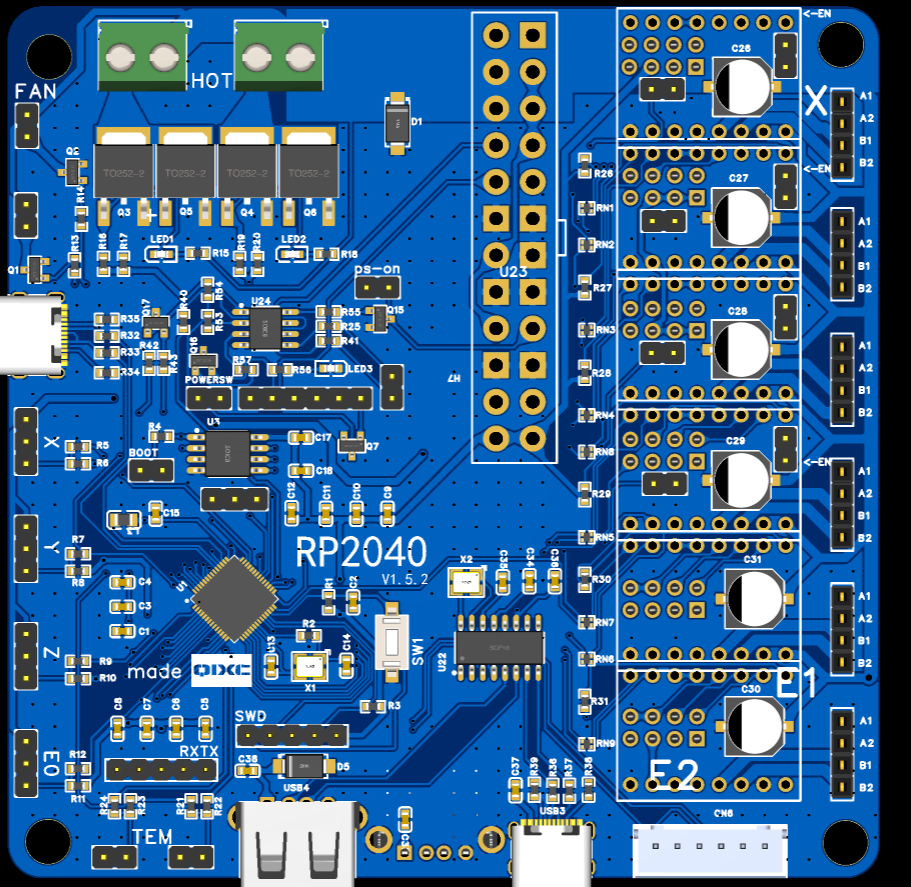 HOT
FAN
D1
Q2
R14
TO252-2
TO252-2
TO252-2
TO252-2
Q3
+
Q5
Q4
Q6
R13
R16
R17
LED1
R15
R19
R20
LED2
R18
Q1
ps-on
R54
R40
Q17
R53
U24
R55
R25
R41
Q15
R35
R32
R33
R34
R42
R43
Q16
R57
R56
LED3
POWERSW
H7
U23
U3
R4
BOOT
C17
C18
Q7
X
R5
R6
C12
C11
C10
C9
C15
RP2040
V1.5.2
Y
R7
R8
U1
C4
C3
C1
R1
C2
R2
C13
C14
X1
SW1
X2
C35
U22
Z
R9
R10
made
QDXC
R3
C8
C7
C6
C5
SWD
RXTX
E0
R12
R11
C38
D5
USB4
R24
R23
R21
R22
TEM
C37
R39
R36
R37
R38
USB3
R26
RN1
RN2
R27
RN3
R28
RN4
RN8
R29
RN5
R30
RN7
RN6
R31
RN9
<-EN
C26
X
A1
A2
B1
B2
<-EN
C27
A1
A2
B1
B2
C28
A1
A2
B1
B2
C29
<-EN
A1
A2
B1
B2
C31
A1
A2
B1
B2
E1
C30
A1
A2
B1
B2
E2
CN6